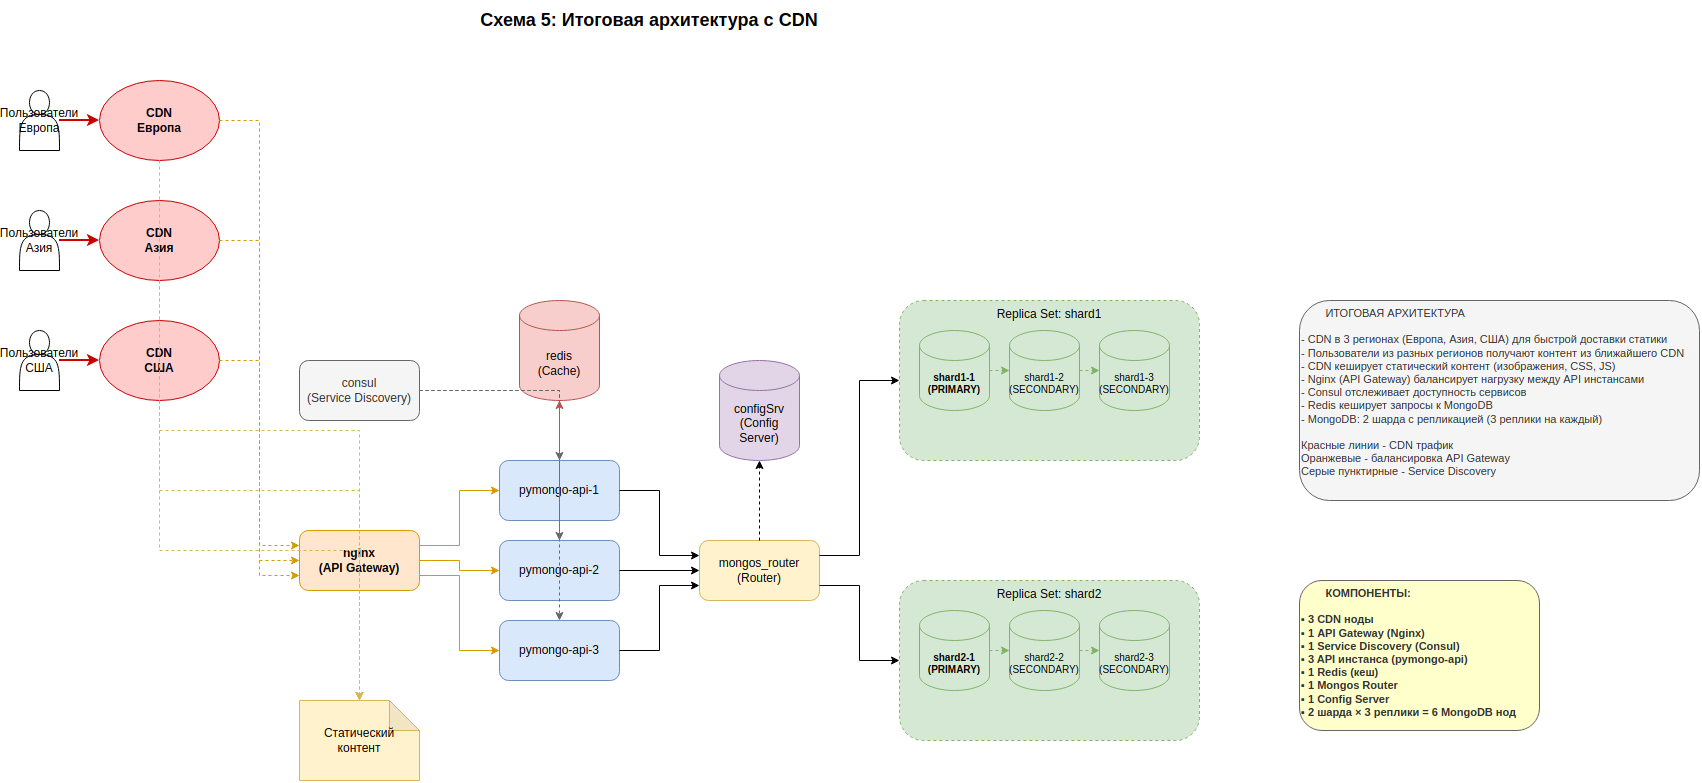 Схема 5: Итоговая архитектура с CDN
Пользователи
Европа
CDN
Европа
Пользователи
Азия
CDN
Азия
Пользователи
США
CDN
США
consul
(Service Discovery)
redis
(Cache)
configSrv
(Config
Server)
nginx
(API Gateway)
pymongo-api-1
pymongo-api-2
pymongo-api-3
mongos_router
(Router)
Replica Set: shard1
shard1-1
(PRIMARY)
shard1-2
(SECONDARY)
shard1-3
(SECONDARY)
Replica Set: shard2
shard2-1
(PRIMARY)
shard2-2
(SECONDARY)
shard2-3
(SECONDARY)
Статический
контент
ИТОГОВАЯ АРХИТЕКТУРА
- CDN в 3 регионах (Европа, Азия, США) для быстрой доставки статики
- Пользователи из разных регионов получают контент из ближайшего CDN
- CDN кеширует статический контент (изображения, CSS, JS)
- Nginx (API Gateway) балансирует нагрузку между API инстансами
- Consul отслеживает доступность сервисов
- Redis кеширует запросы к MongoDB
- MongoDB: 2 шарда с репликацией (3 реплики на каждый)
Красные линии - CDN трафик
Оранжевые - балансировка API Gateway
Серые пунктирные - Service Discovery
КОМПОНЕНТЫ:
▪ 3 CDN ноды
▪ 1 API Gateway (Nginx)
▪ 1 Service Discovery (Consul)
▪ 3 API инстанса (pymongo-api)
▪ 1 Redis (кеш)
▪ 1 Mongos Router
▪ 1 Config Server
▪ 2 шарда × 3 реплики = 6 MongoDB нод